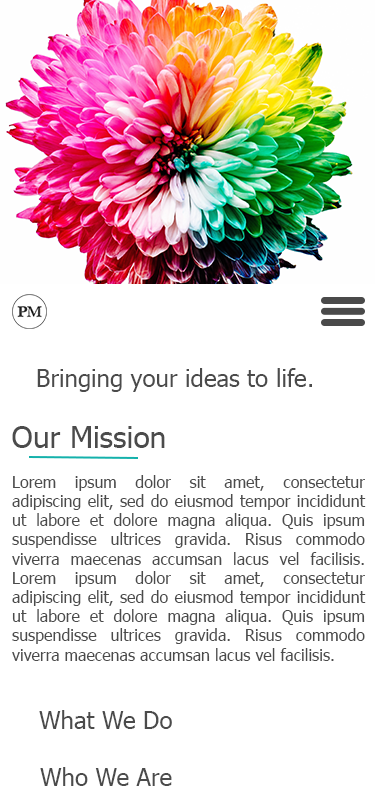 PM
Bringing your ideas to life.
Our Mission
Lorem ipsum dolor sit amet, consectetur
adipiscing elit, sed do eiusmod tempor incididunt
ut labore et dolore magna aliqua. Quis ipsum
suspendisse ultrices gravida. Risus commodo
viverra maecenas accumsan lacus vel facilisis.
Lorem ipsum dolor sit amet, consectetur
adipiscing elit, sed do eiusmod tempor incididunt
ut labore et dolore magna aliqua. Quis ipsum
suspendisse ultrices gravida. Risus commodo
viverra maecenas accumsan lacus vel facilisis.
What We Do
Who We Are